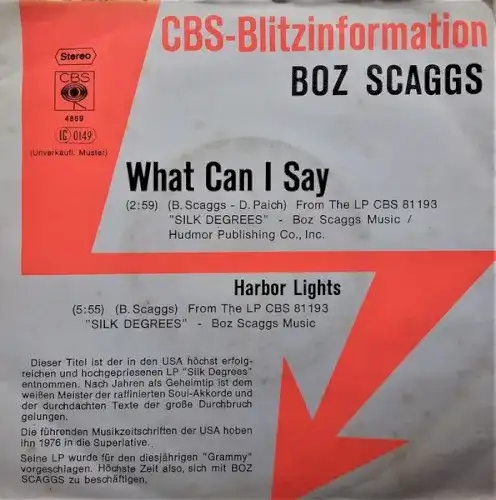 CBS-Blitzinformation
BOZ SCAGGS
Stereo
CBS
4869
LC 0149
(Unverkäufl. Muster)
What Can I Say
(2:59) (B. Scaggs - D. Paich) From The LP CBS 81193
"SILK DEGREES" - Boz Scaggs Music /
Hudmor Publishing Co., Inc.
Harbor Lights
(5:55) (B. Scaggs) From The LP CBS 81193
"SILK DEGREES" - Boz Scaggs Music
Dieser Titel ist der in den USA höchst erfolg-
reichen und hochgepriesenen LP "Silk Degrees"
entnommen. Nach Jahren als Geheimtip ist dem
weißen Meister der raffinierten Soul-Akkorde und
der durchdachten Texte der große Durchbruch
gelungen.
Die führenden Musikzeitschriften der USA hoben
ihn 1976 in die Superlative.
Seine LP wurde für den diesjährigen "Grammy"
vorgeschlagen. Höchste Zeit also, sich mit BOZ
SCAGGS zu beschäftigen.